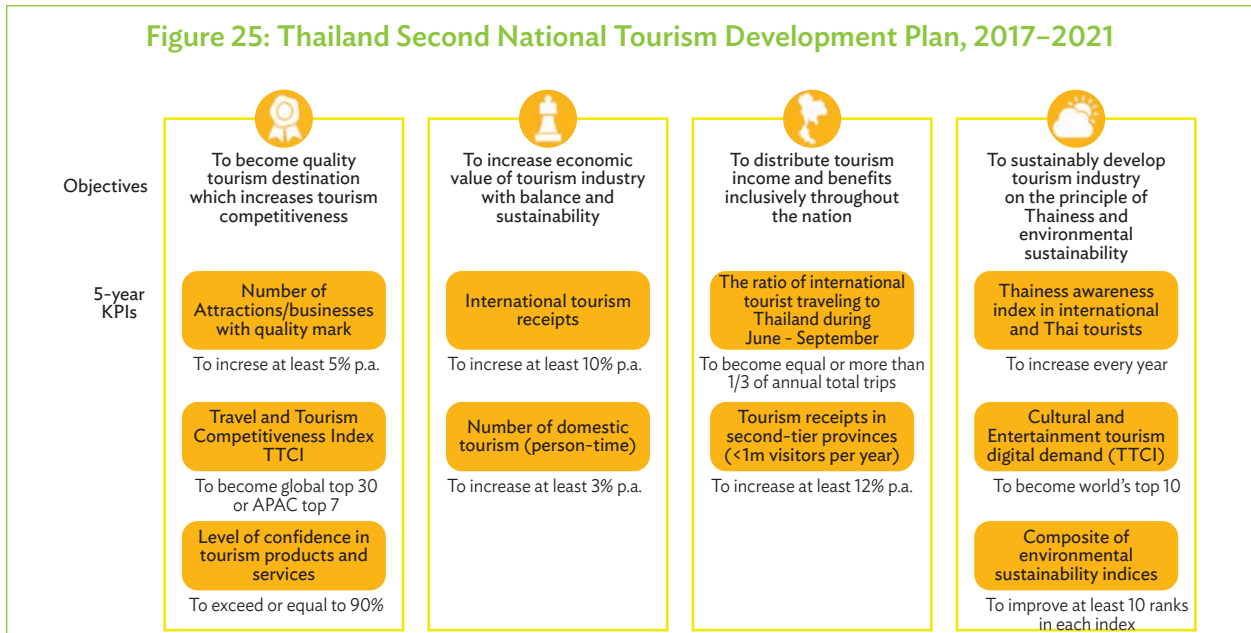 Figure 25: Thailand Second National Tourism Development Plan, 2017–2021
Objectives
To become quality
tourism destination
which increases tourism
competitiveness
To increase economic
value of tourism industry
with balance and
sustainability
To distribute tourism
income and benefits
inclusively throughout
the nation
To sustainably develop
tourism industry
on the principle of
Thainess and
environmental
sustainability
5-year
KPIs
Number of
Attractions/businesses
with quality mark
To increse at least 5% p.a.
Travel and Tourism
Competitiveness Index
TTCI
To become global top 30
or APAC top 7
Level of confidence in
tourism products and
services
To exceed or equal to 90%
International tourism
receipts
To increse at least 10% p.a.
Number of domestic
tourism (person-time)
To increase at least 3% p.a.
The ratio of international
tourist traveling to
Thailand during
June - September
To become equal or more than
1/3 of annual total trips
Tourism receipts in
second-tier provinces
(<1m visitors per year)
To increase at least 12% p.a.
Thainess awareness
index in international
and Thai tourists
To increase every year
Cultural and
Entertainment tourism
digital demand (TTCI)
To become world's top 10
Composite of
environmental
sustainability indices
To improve at least 10 ranks
in each index